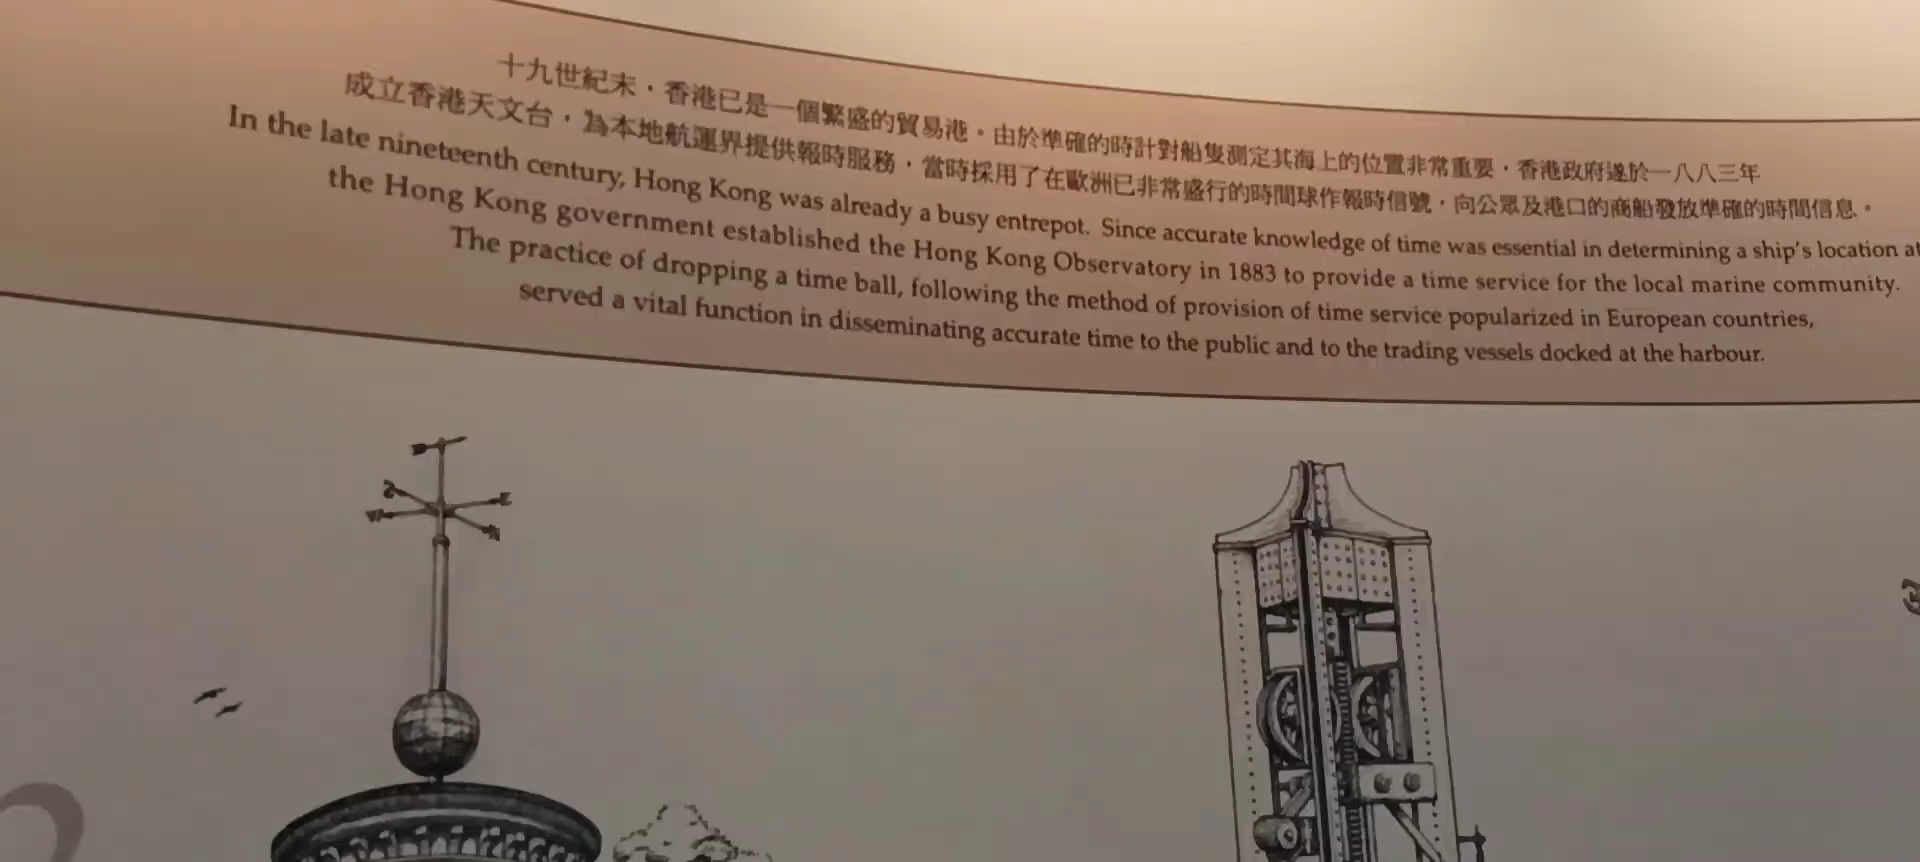 十九世紀末，香港已是一個繁盛的貿易港。由於準確的時計對船隻測定其海上的位置非常重要，香港政府遂於一八八三年
成立香港天文台，為本地航運界提供報時服務，當時採用了在歐洲已非常盛行的時間球作報時信號，向公眾及港口的商船發放準確的時間信息。
In the late nineteenth century, Hong Kong was already a busy entrepot. Since accurate knowledge of time was essential in determining a ship's location at
the Hong Kong government established the Hong Kong Observatory in 1883 to provide a time service for the local marine community.
The practice of dropping a time ball, following the method of provision of time service popularized in European countries,
served a vital function in disseminating accurate time to the public and to the trading vessels docked at the harbour.
S
E
W
N